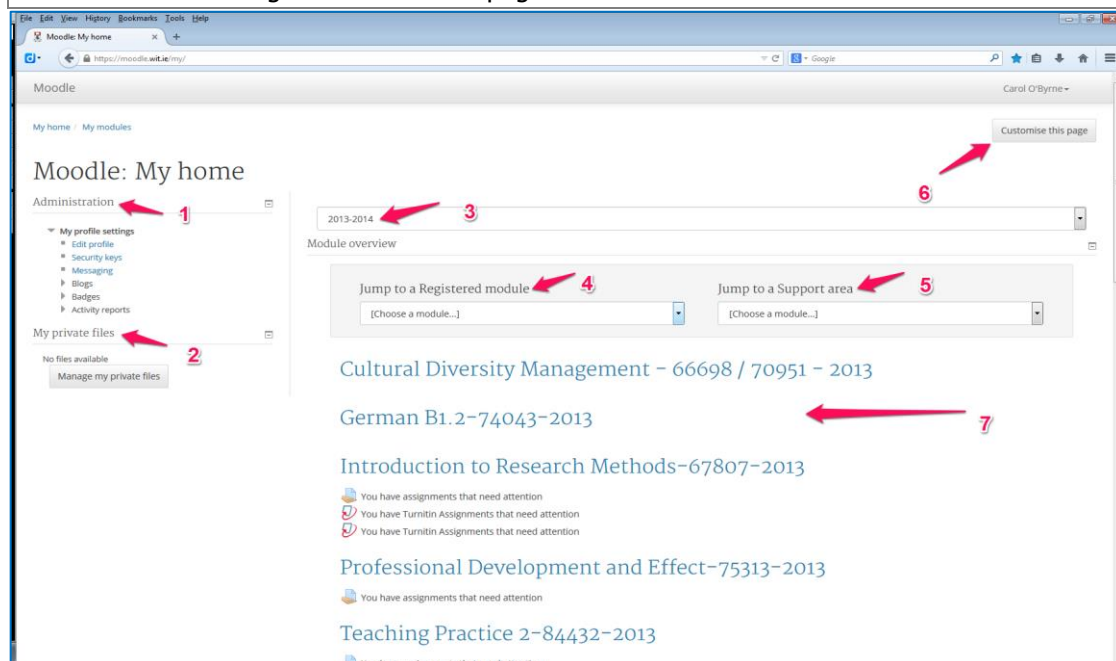 File Edit View History Bookmarks Tools Help
Moodle: My home × +
https://moodle.wit.ie/my/ Google
Moodle Carol O'Byrne
My home / My modules
Customise this page
6
Moodle: My home
Administration
1
2013-2014
3
My profile settings
Edit profile
Security keys
Messaging
Blogs
Badges
Activity reports
My private files
2
No files available
Manage my private files
Module overview
Jump to a Registered module
4
Jump to a Support area
5
[Choose a module...]
[Choose a module...]
Cultural Diversity Management - 66698 / 70951 - 2013
German B1.2-74043-2013
7
Introduction to Research Methods-67807-2013
You have assignments that need attention
You have Turnitin Assignments that need attention
You have Turnitin Assignments that need attention
Professional Development and Effect-75313-2013
You have assignments that need attention
Teaching Practice 2-84432-2013